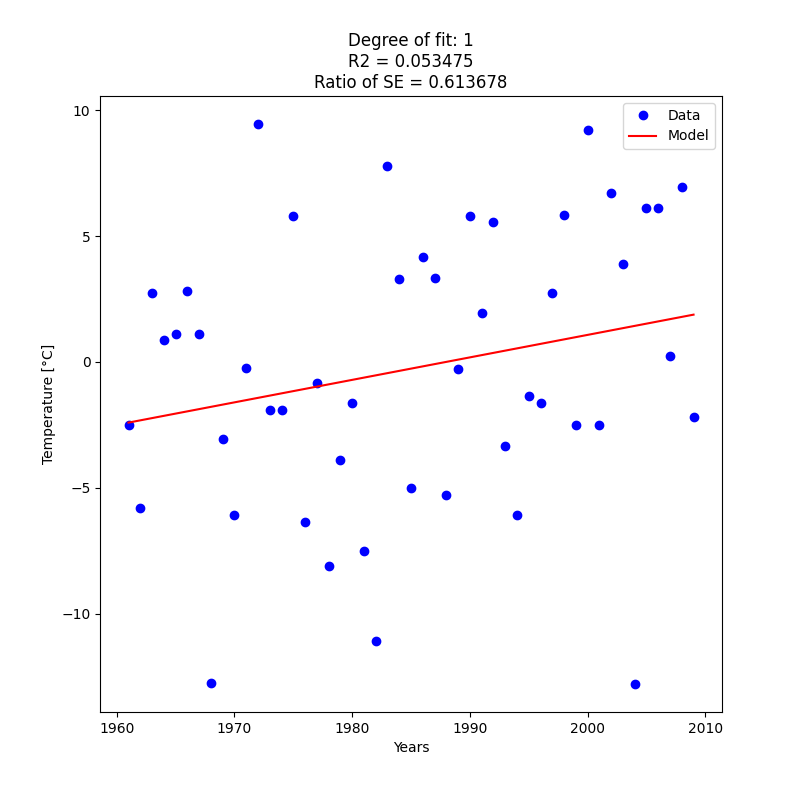 Degree of fit: 1
R2 = 0.053475
Ratio of SE = 0.613678
Data
Model
10
5
0
−5
−10
Temperature [°C]
1960 1970 1980 1990 2000 2010
Years